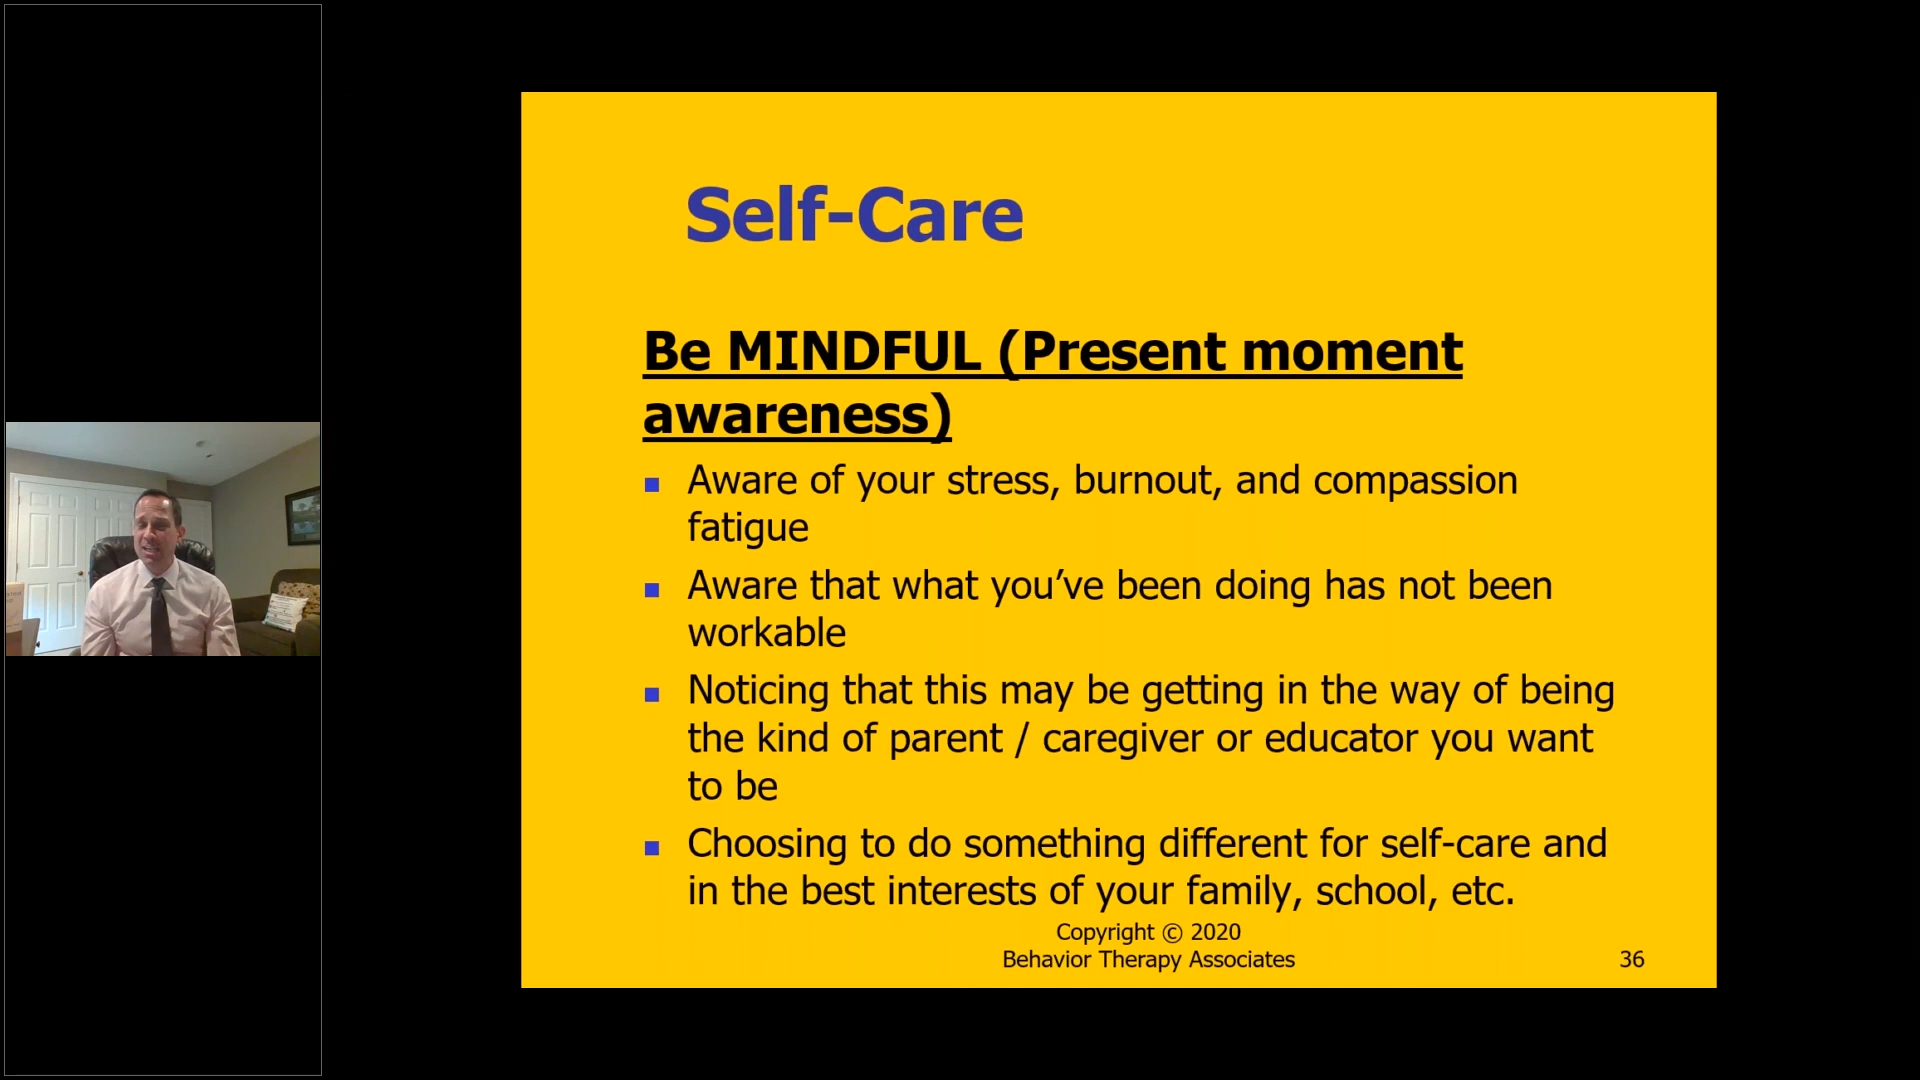 Self-Care
Be MINDFUL (Present moment
awareness)
Aware of your stress, burnout, and compassion
fatigue
Aware that what you’ve been doing has not been
workable
Noticing that this may be getting in the way of being
the kind of parent / caregiver or educator you want
to be
Choosing to do something different for self-care and
in the best interests of your family, school, etc.
Copyright © 2020
Behavior Therapy Associates
36